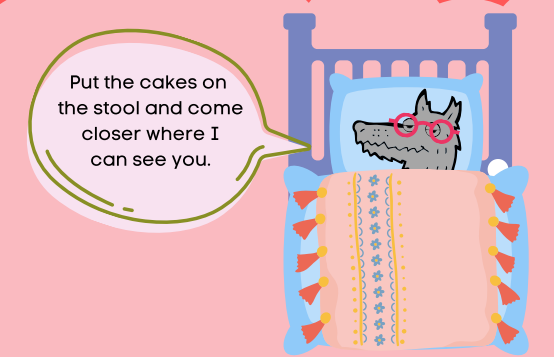 Put the cakes on
the stool and come
closer where I
can see you.